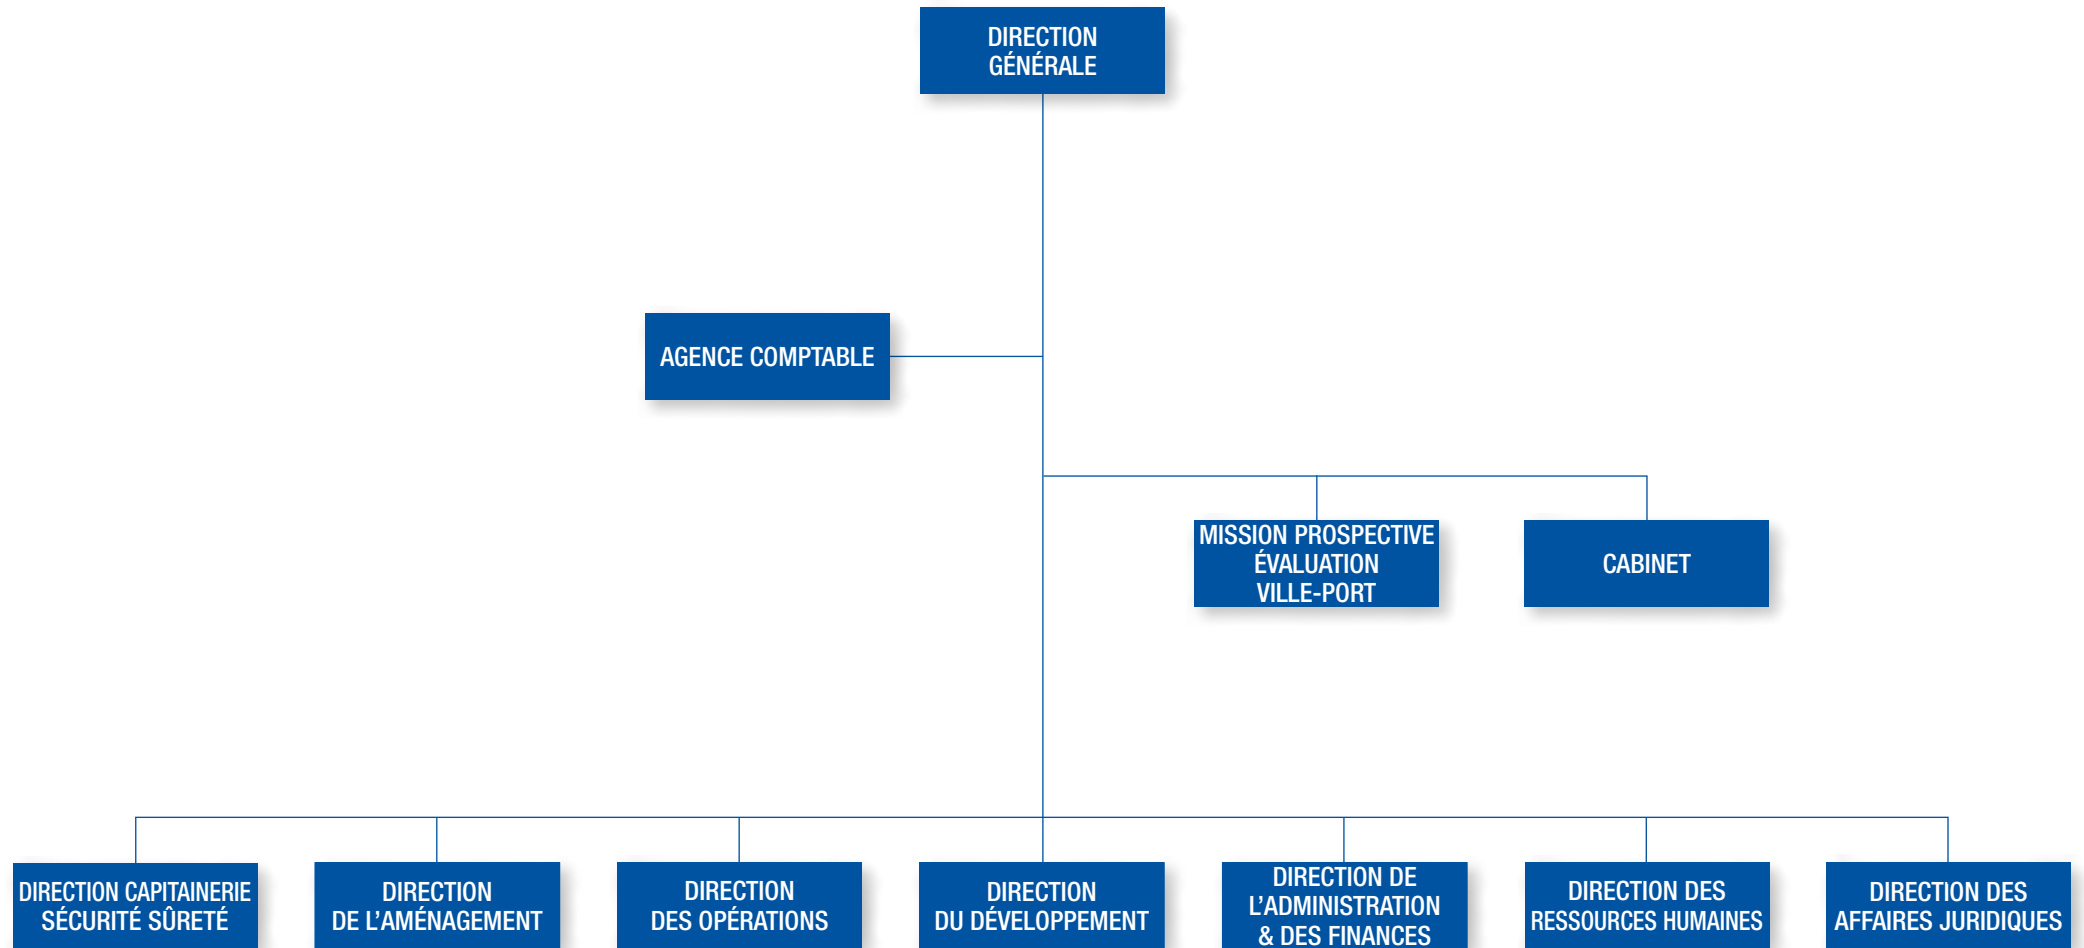 DIRECTION
GÉNÉRALE
AGENCE COMPTABLE
MISSION PROSPECTIVE
ÉVALUATION
VILLE-PORT
CABINET
DIRECTION CAPITAINERIE
SÉCURITÉ SÛRETÉ
DIRECTION
DE L’AMÉNAGEMENT
DIRECTION
DES OPÉRATIONS
DIRECTION
DU DÉVELOPPEMENT
DIRECTION DE
L’ADMINISTRATION
& DES FINANCES
DIRECTION DES
RESSOURCES HUMAINES
DIRECTION DES
AFFAIRES JURIDIQUES